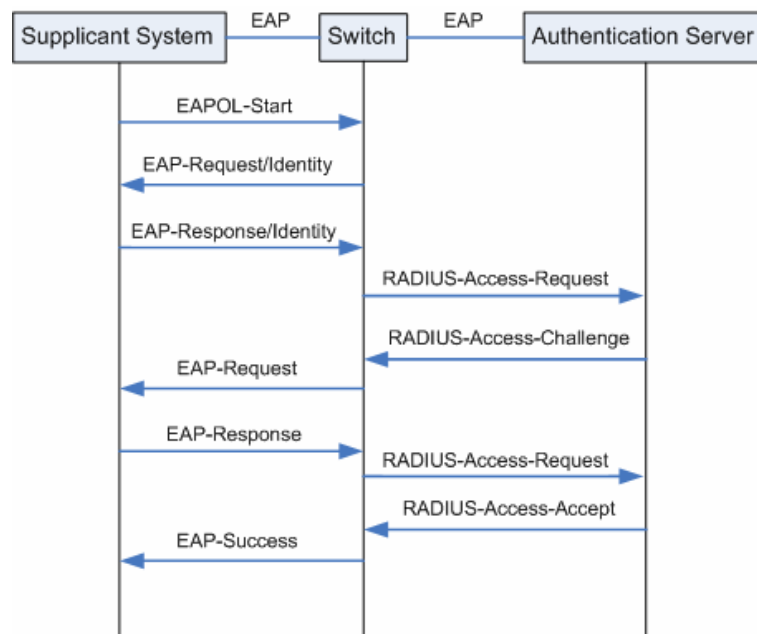 EAP
EAP
Supplicant System
Switch
Authentication Server
EAPOL-Start
EAP-Request/Identity
EAP-Response/Identity
RADIUS-Access-Request
RADIUS-Access-Challenge
EAP-Request
EAP-Response
RADIUS-Access-Request
RADIUS-Access-Accept
EAP-Success